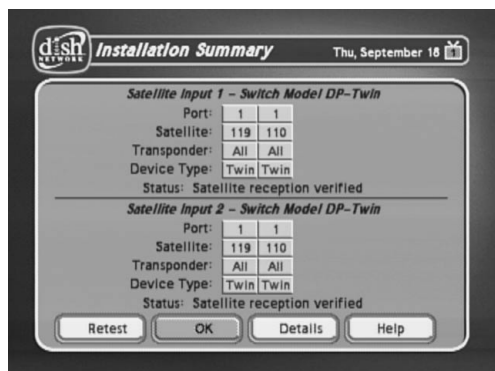 dish
NETWORK
Installation Summary
Thu, September 18
1
Satellite Input 1 – Switch Model DP–Twin
Port: 1 1
Satellite: 119 110
Transponder: All All
Device Type: Twin Twin
Status: Satellite reception verified
Satellite Input 2 – Switch Model DP–Twin
Port: 1 1
Satellite: 119 110
Transponder: All All
Device Type: Twin Twin
Status: Satellite reception verified
Retest OK Details Help